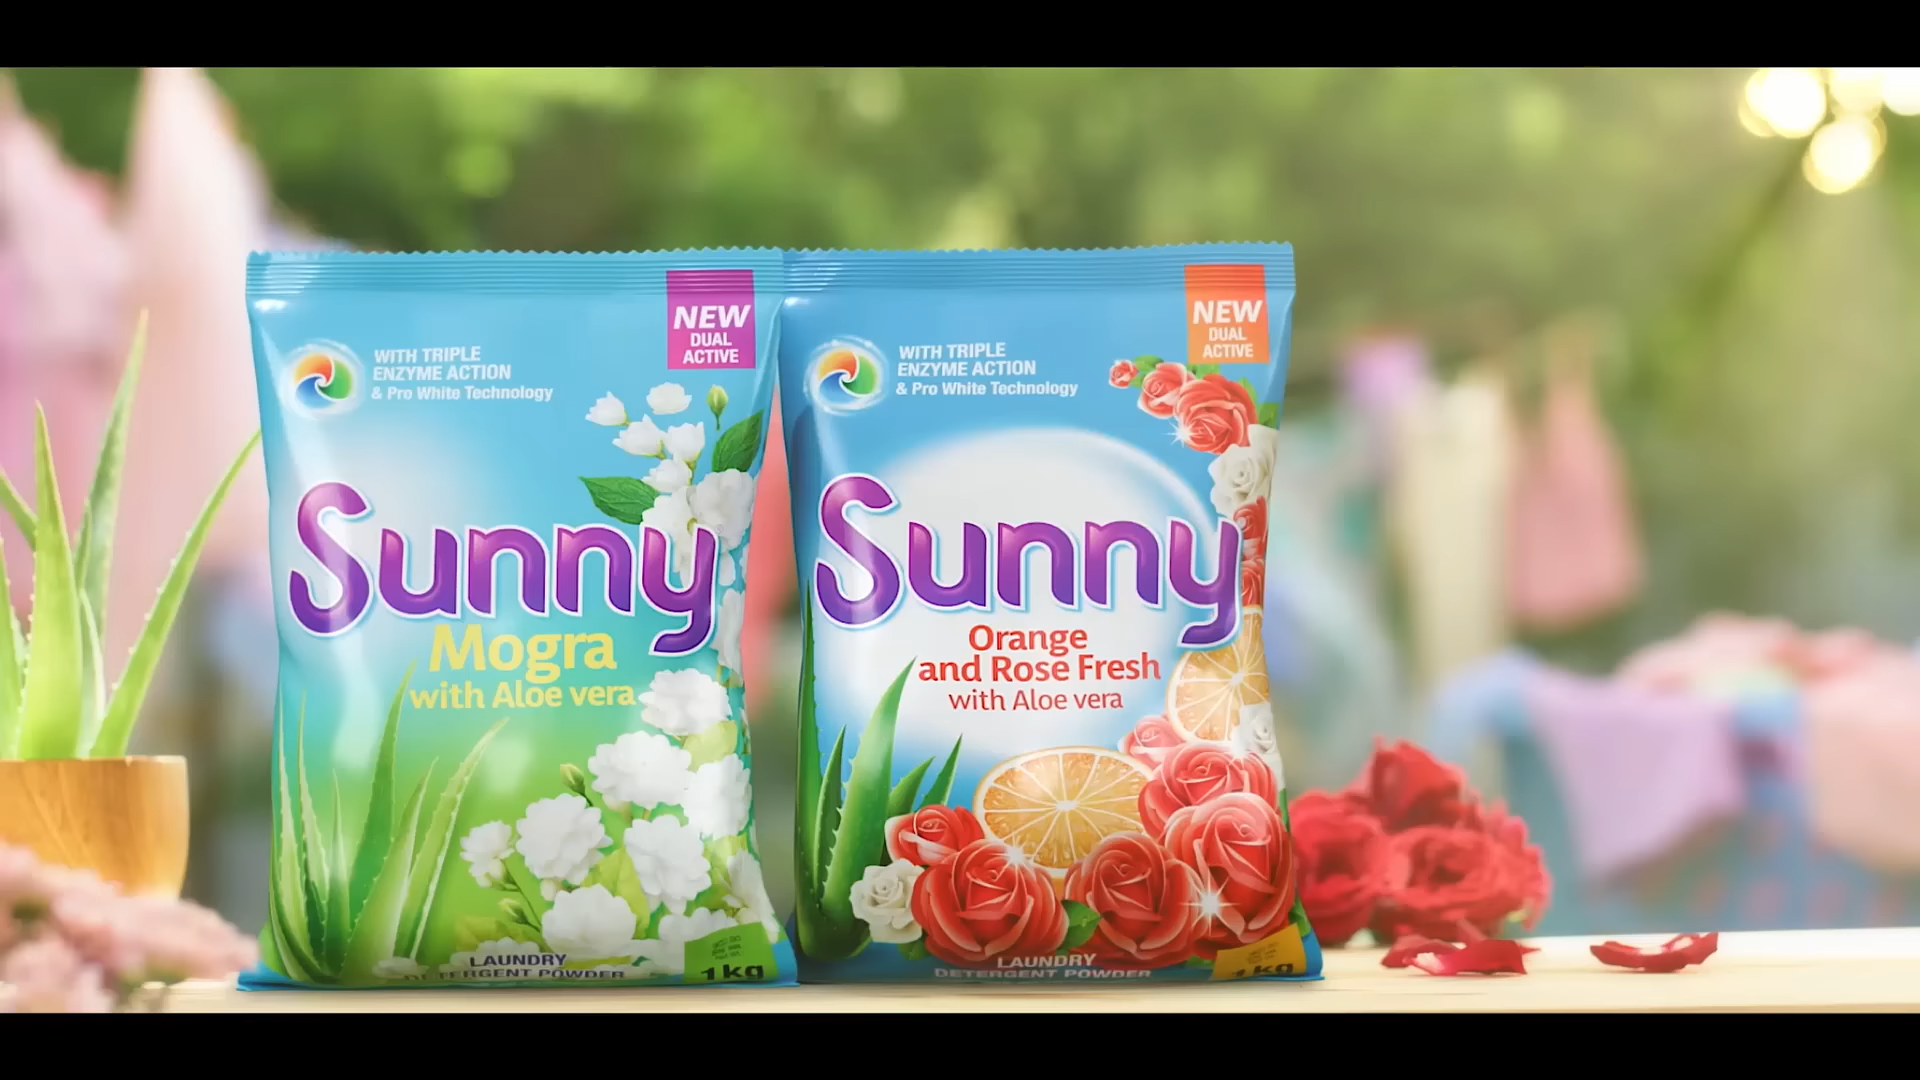 NEW
DUAL
ACTIVE
WITH TRIPLE
ENZYME ACTION
& Pro White Technology
Sunny
Mogra
with Aloe vera
LAUNDRY
DETERGENT POWDER
1kg
NEW
DUAL
ACTIVE
WITH TRIPLE
ENZYME ACTION
& Pro White Technology
Sunny
Orange
and Rose Fresh
with Aloe vera
LAUNDRY
DETERGENT POWDER
1kg